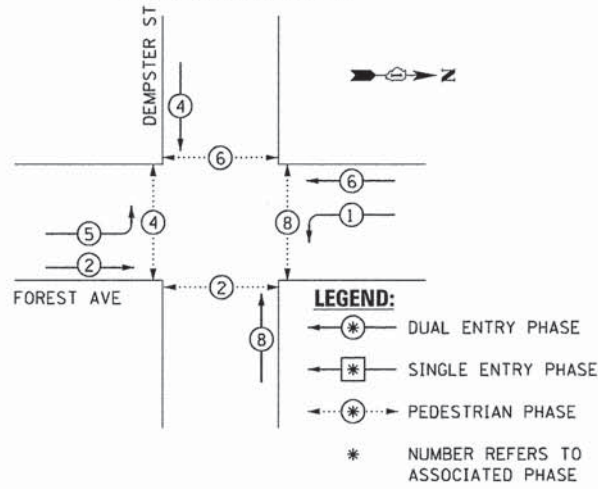 DEMPSTER ST
4
N
6
6
5
4
8
1
2
2
FOREST AVE
8
LEGEND:
* DUAL ENTRY PHASE
* SINGLE ENTRY PHASE
* PEDESTRIAN PHASE
* NUMBER REFERS TO
ASSOCIATED PHASE